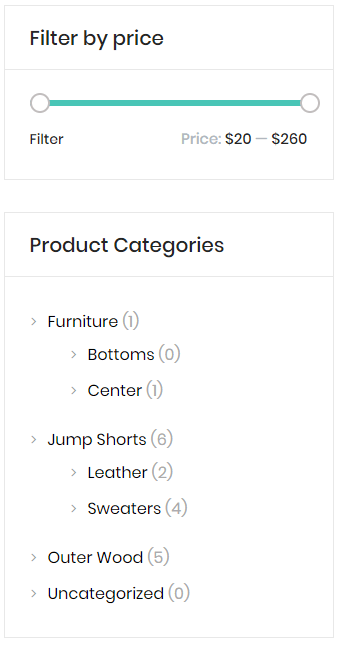 Filter by price
Filter Price: $20 — $260
Product Categories
Furniture (1)
Bottoms (0)
Center (1)
Jump Shorts (6)
Leather (2)
Sweaters (4)
Outer Wood (5)
Uncategorized (0)